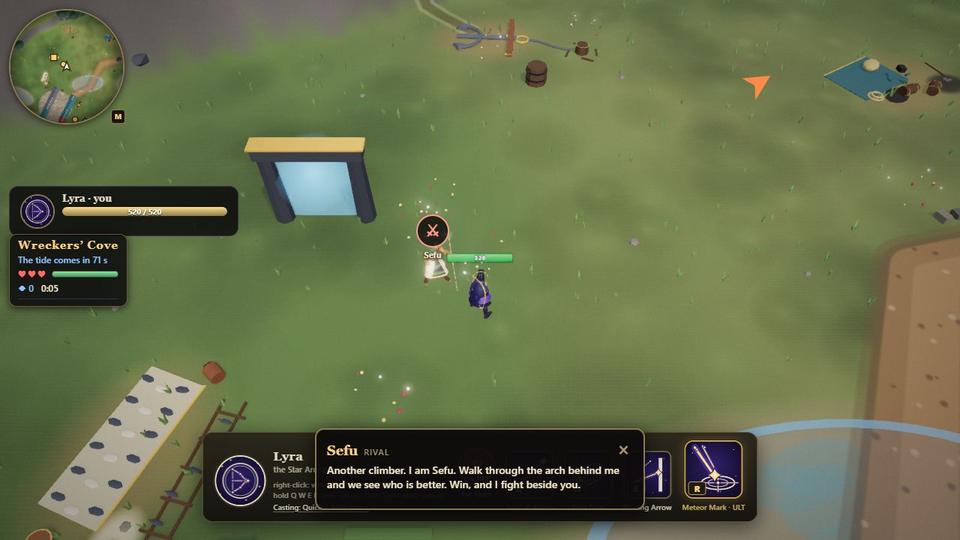 M
Lyra · you
520 / 520
Wreckers' Cove
The tide comes in 71 s
0 0:05
Sefu
Lyra
the Star
right-click:
hold Q W E
Casting:
Sefu RIVAL
Another climber. I am Sefu. Walk through the arch behind me
and we see who is better. Win, and I fight beside you.
Arrow
R
Meteor Mark · ULT